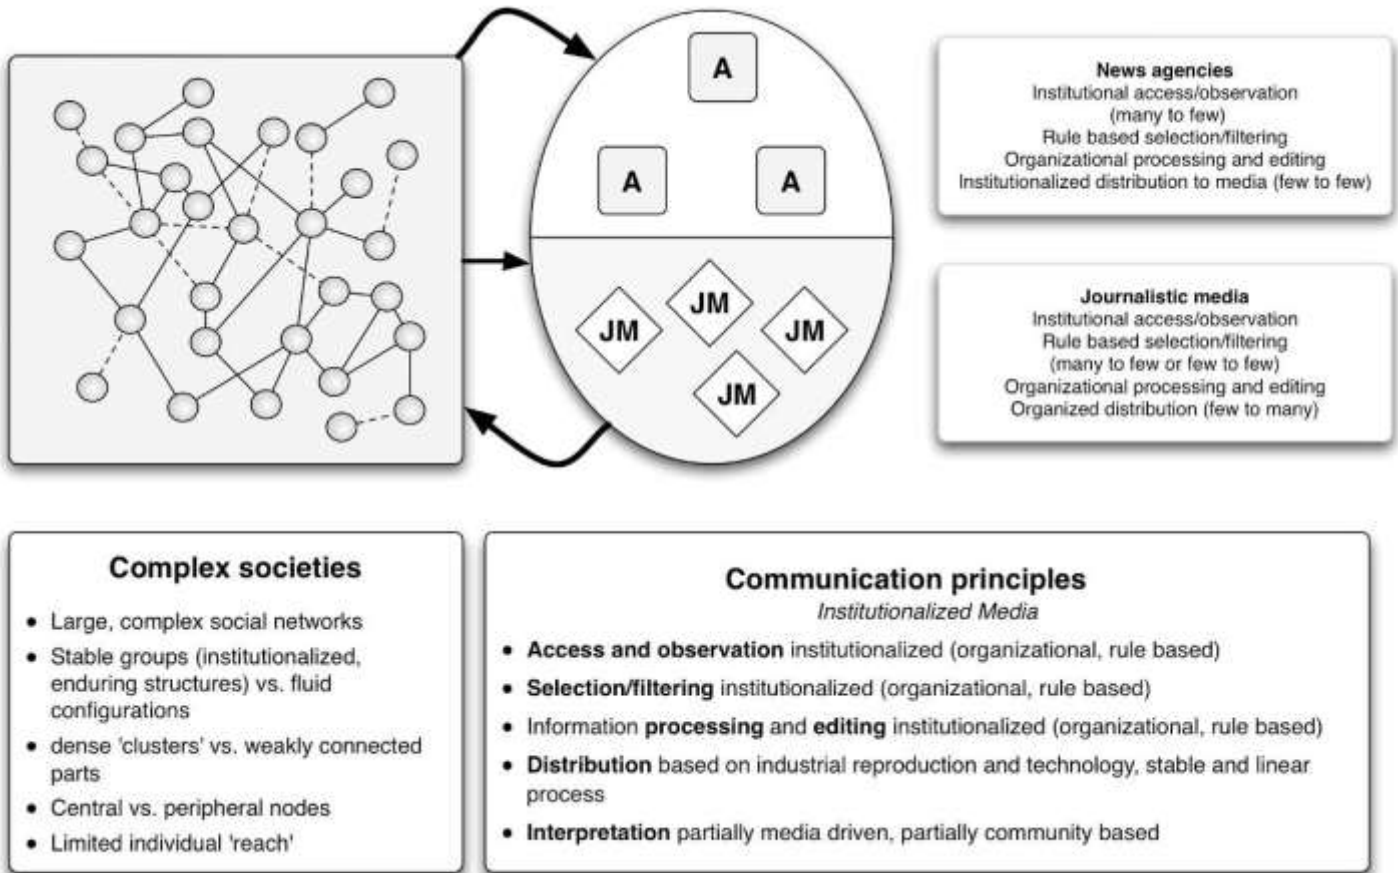 A
A
A
JM
JM
JM
JM
News agencies
Institutional access/observation
(many to few)
Rule based selection/filtering
Organizational processing and editing
Institutionalized distribution to media (few to few)
Journalistic media
Institutional access/observation
Rule based selection/filtering
(many to few or few to few)
Organizational processing and editing
Organized distribution (few to many)
Complex societies
• Large, complex social networks
• Stable groups (institutionalized,
enduring structures) vs. fluid
configurations
• dense 'clusters' vs. weakly connected
parts
• Central vs. peripheral nodes
• Limited individual 'reach'
Communication principles
Institutionalized Media
• Access and observation institutionalized (organizational, rule based)
• Selection/filtering institutionalized (organizational, rule based)
• Information processing and editing institutionalized (organizational, rule based)
• Distribution based on industrial reproduction and technology, stable and linear
process
• Interpretation partially media driven, partially community based